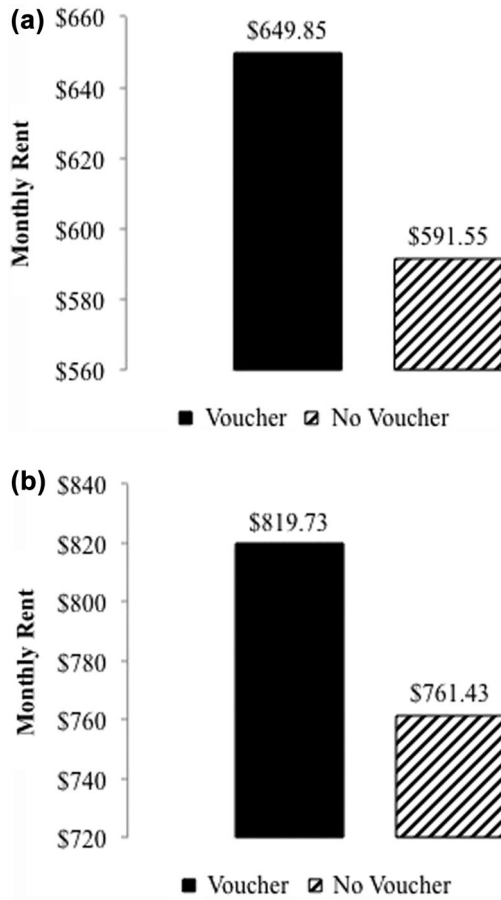 (a)
$660
$649.85
$640
$620
$600
$591.55
$580
$560
Monthly Rent
Voucher No Voucher
(b)
$840
$819.73
$820
$800
$780
$761.43
$760
$740
$720
Monthly Rent
Voucher No Voucher